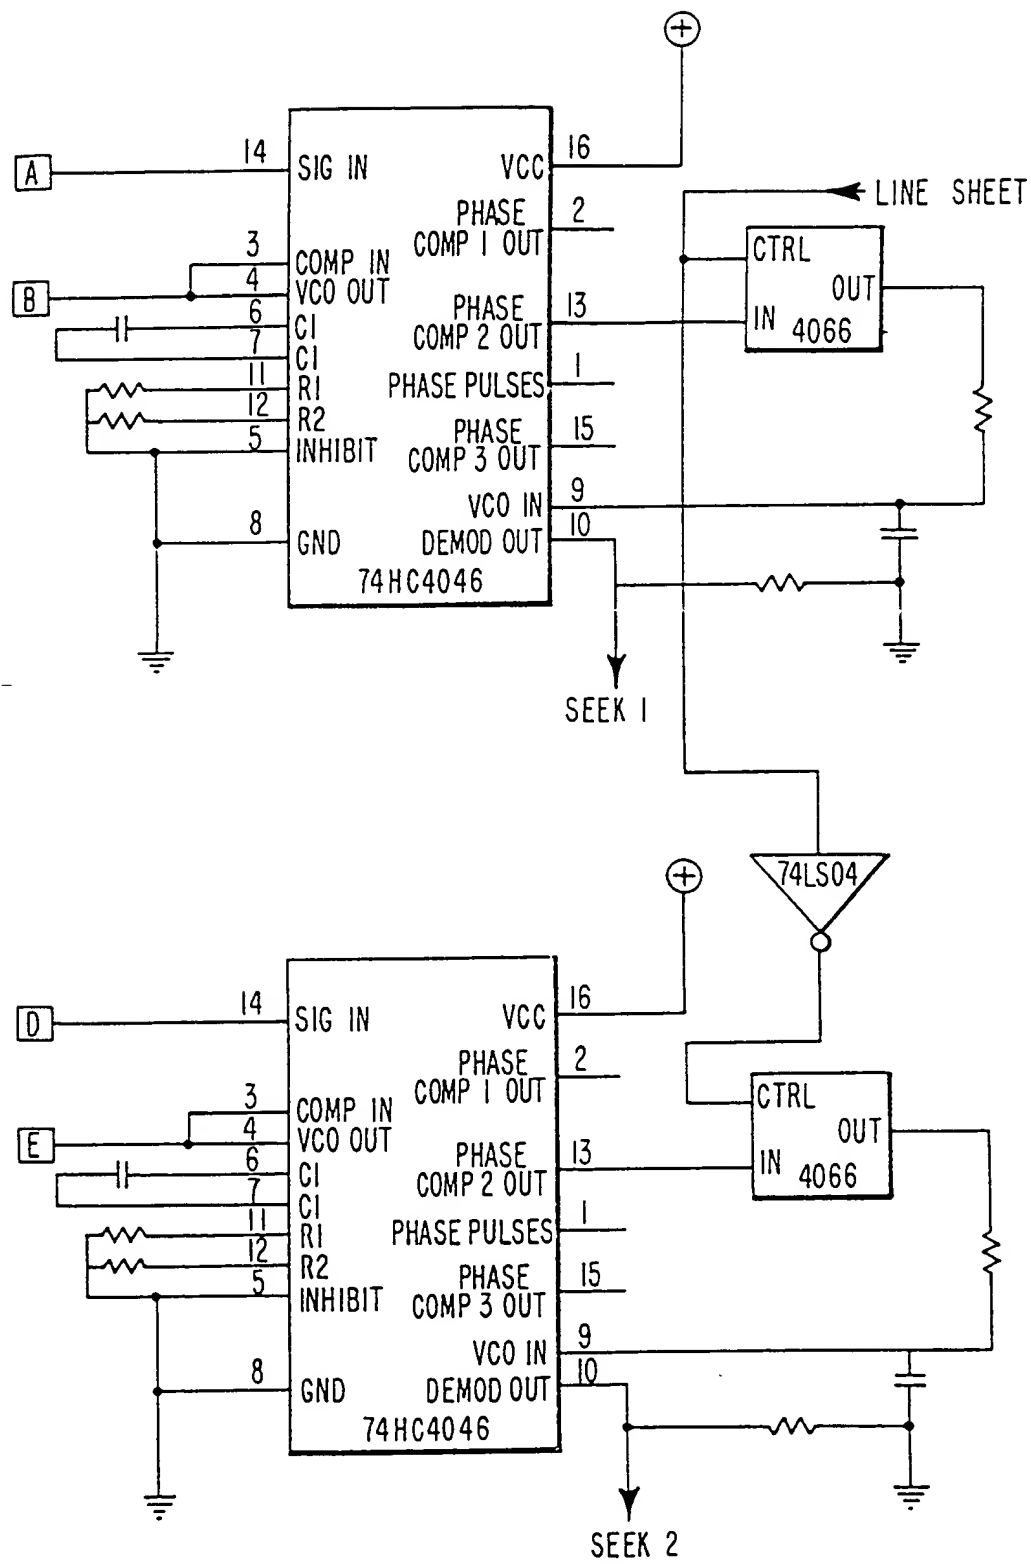 14
A
SIG IN
VCC
16
LINE SHEET
PHASE
COMP 1 OUT
2
CTRL
OUT
IN
4066
3
COMP IN
B
4
VCO OUT
6
C1
7
C1
PHASE
COMP 2 OUT
13
11
R1
PHASE PULSES
1
12
R2
5
INHIBIT
PHASE
COMP 3 OUT
15
VCO IN
9
8
GND
DEMOD OUT
10
74HC4046
SEEK 1
74LS04
14
D
SIG IN
VCC
16
PHASE
COMP 1 OUT
2
CTRL
OUT
IN
4066
3
COMP IN
E
4
VCO OUT
6
C1
7
C1
PHASE
COMP 2 OUT
13
11
R1
PHASE PULSES
1
12
R2
5
INHIBIT
PHASE
COMP 3 OUT
15
VCO IN
9
8
GND
DEMOD OUT
10
74HC4046
SEEK 2